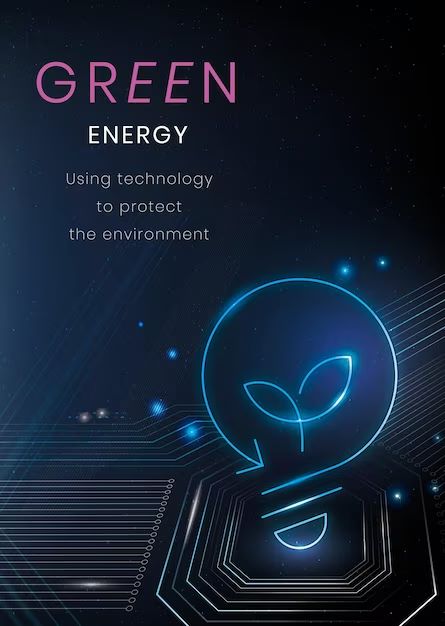 GREEN
ENERGY
Using technology
to protect
the environment